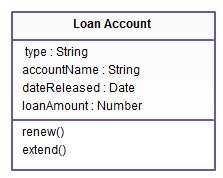 Loan Account
type : String
accountName : String
dateReleased : Date
loanAmount : Number
renew()
extend()